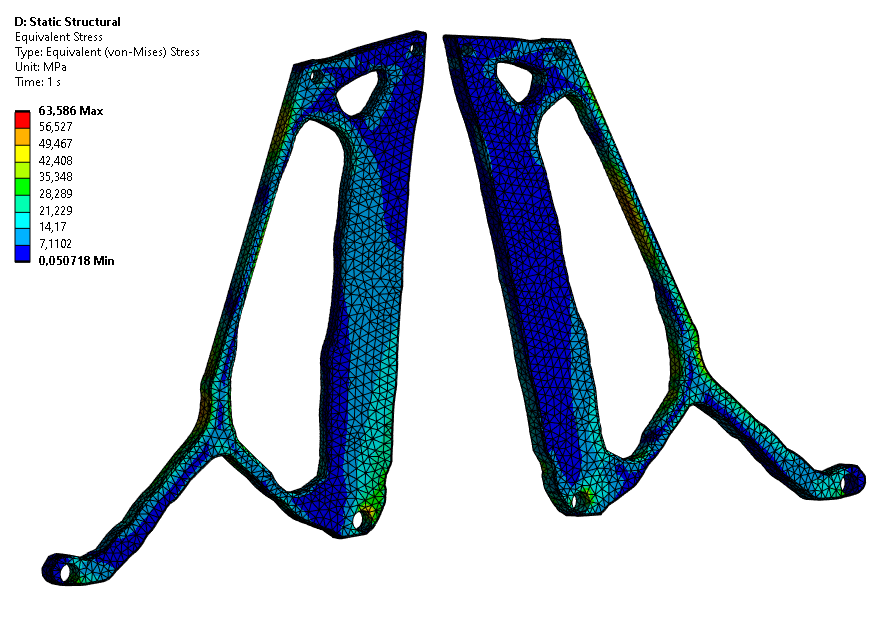 D: Static Structural
Equivalent Stress
Type: Equivalent (von-Mises) Stress
Unit: MPa
Time: 1 s
63,586 Max
56,527
49,467
42,408
35,348
28,289
21,229
14,17
7,1102
0,050718 Min